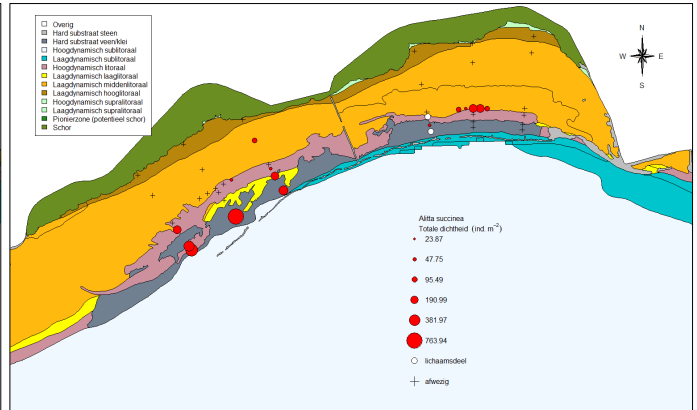 Overig
Hard substraat steen
Hard substraat veen/klei
Hoogdynamisch sublitoraal
Laagdynamisch sublitoraal
Hoogdynamisch litoraal
Laagdynamisch laaglitoraal
Laagdynamisch middenlitoraal
Laagdynamisch hooglitoraal
Hoogdynamisch supralitoraal
Laagdynamisch supralitoraal
Pionierzone (potentieel schor)
Schor
N
W E
S
Alitta succinea
Totale dichtheid (ind. m⁻²)
23.87
47.75
95.49
190.99
381.97
763.94
lichaamsdeel
afwezig